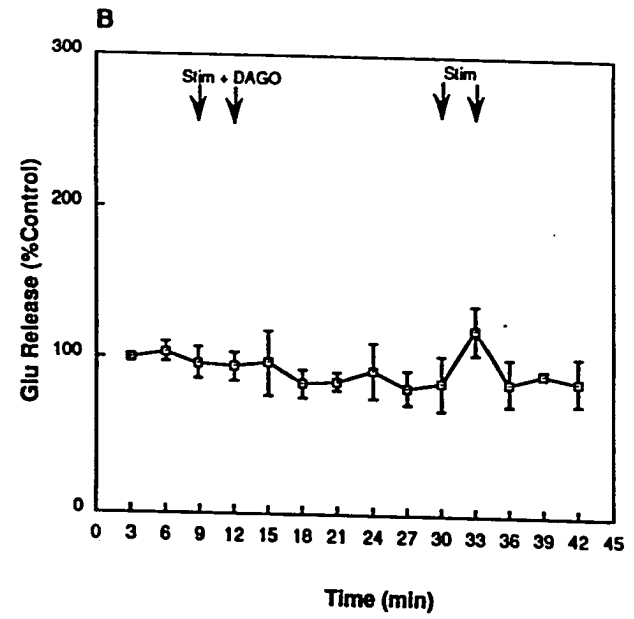 B
300
Stim + DAGO
Stim
200
Glu Release (%Control)
100
0
0 3 6 9 12 15 18 21 24 27 30 33 36 39 42 45
Time (min)